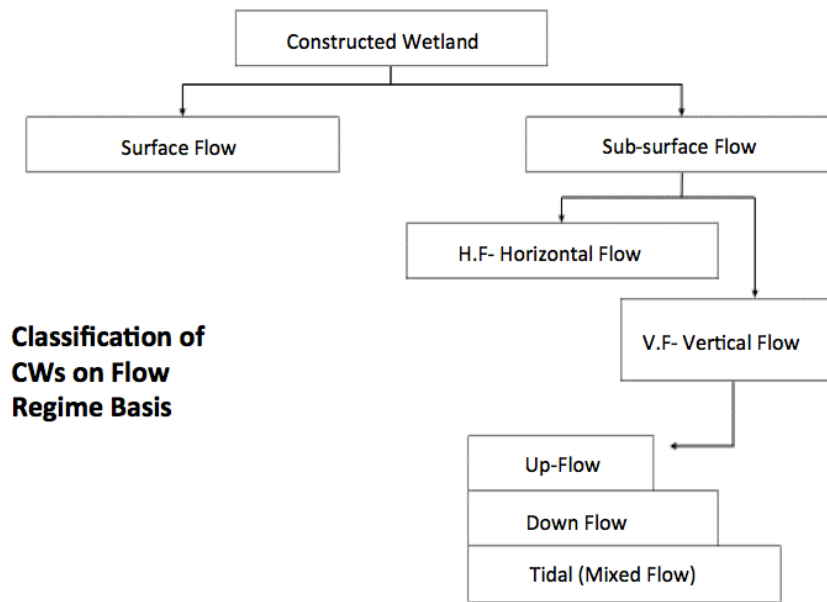 Constructed Wetland
Surface Flow
Sub-surface Flow
H.F- Horizontal Flow
V.F- Vertical Flow
Classification of
CWs on Flow
Regime Basis
Up-Flow
Down Flow
Tidal (Mixed Flow)